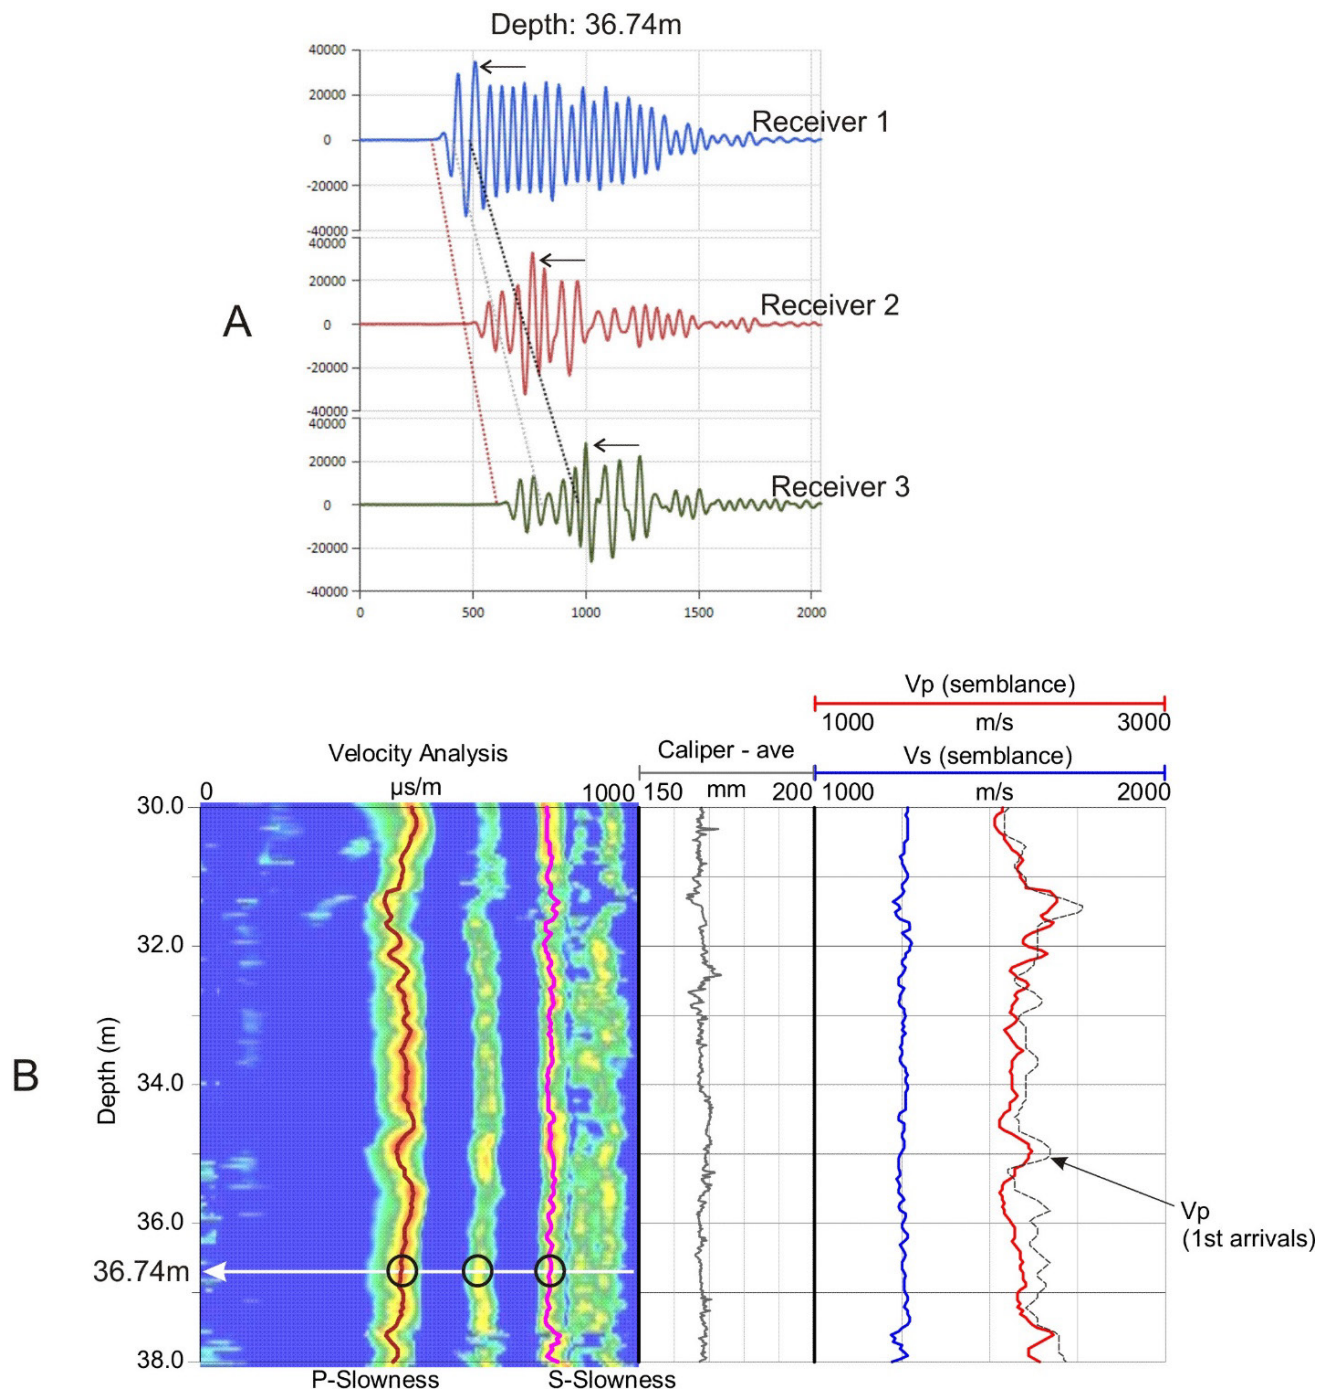 Depth: 36.74m
40000
20000
0
-20000
-40000
Receiver 1
40000
20000
0
-20000
-40000
Receiver 2
A
40000
20000
0
-20000
-40000
Receiver 3
0 500 1000 1500 2000
Vp (semblance)
1000 m/s 3000
Velocity Analysis Caliper - ave Vs (semblance)
0 µs/m 1000 150 mm 200 1000 m/s 2000
30.0
32.0
34.0
36.0
36.74m
38.0
Depth (m)
B
Vp
(1st arrivals)
P-Slowness S-Slowness